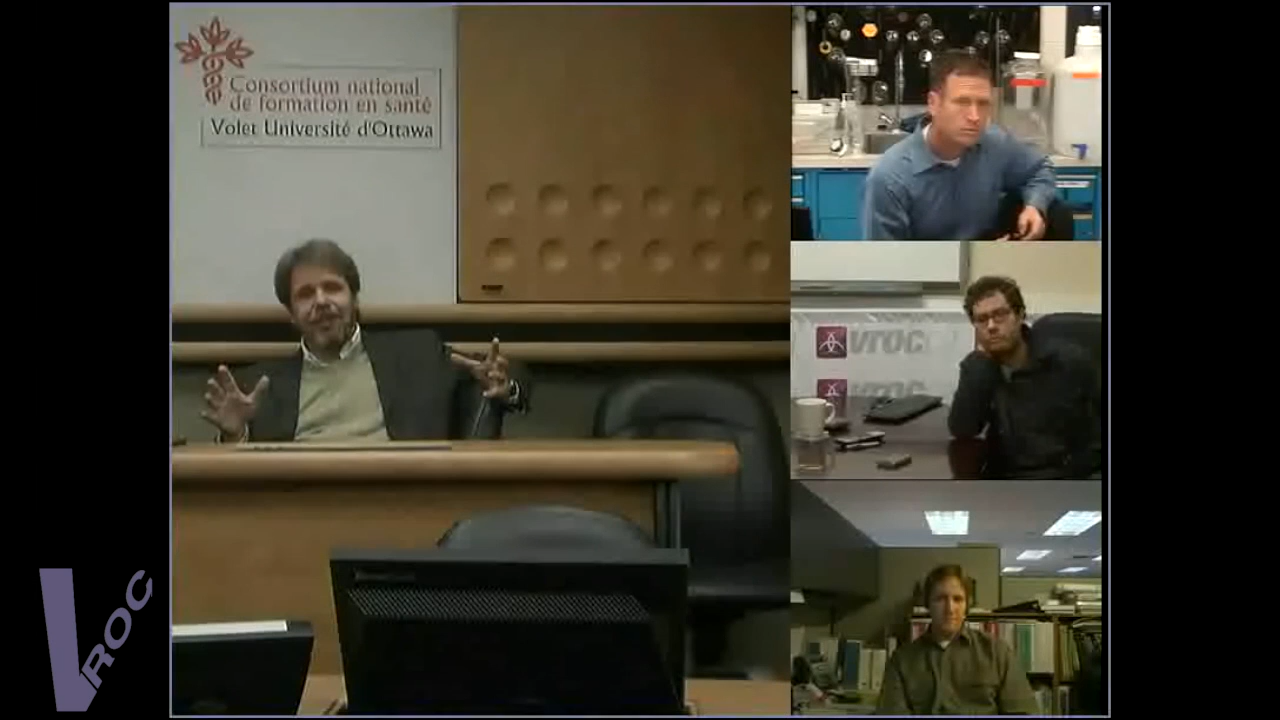 Consortium national
de formation en santé
Volet Université d'Ottawa
vroc
vroc
VROC